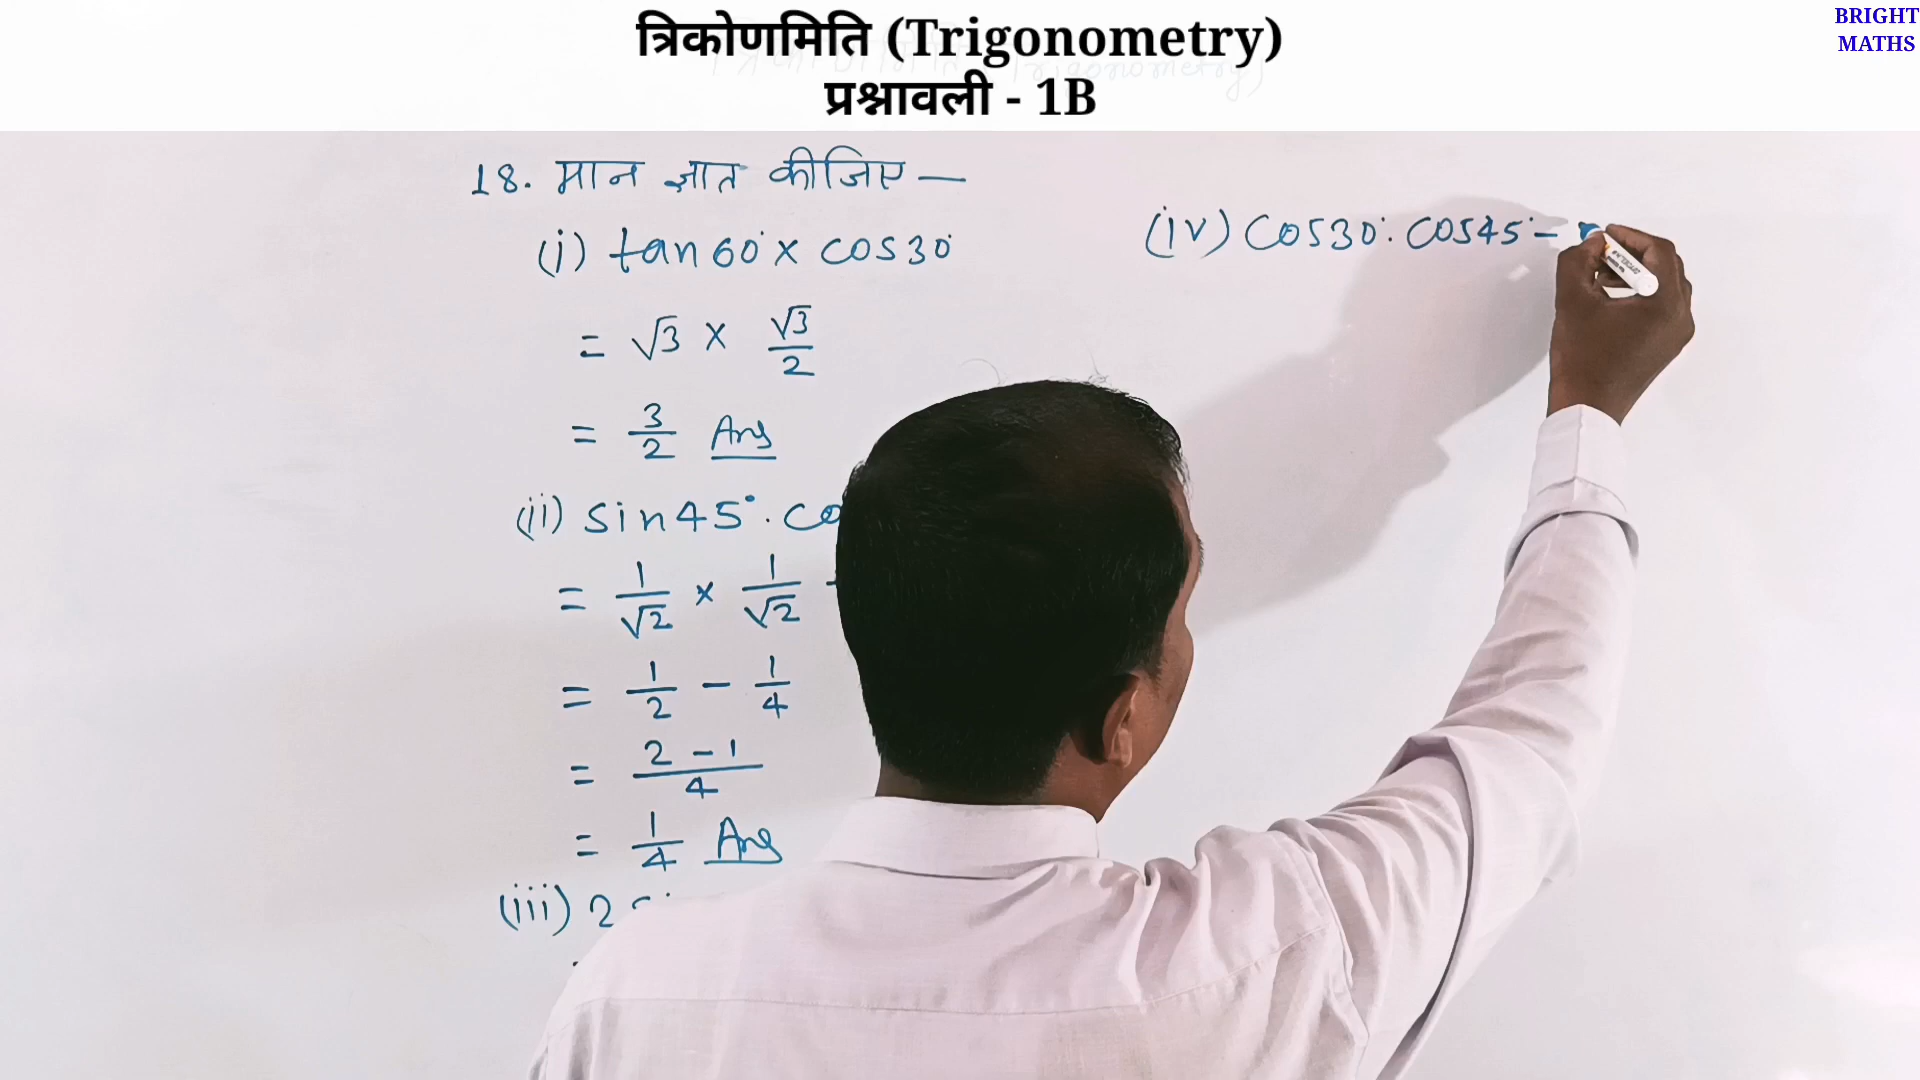 त्रिकोणमिति (Trigonometry)
प्रश्नावली - 1B
BRIGHT
MATHS
18. मान ज्ञात कीजिए —
(i) tan 60° × cos 30°
= √3 × √3/2
= 3/2 Ans
(ii) sin 45° .
= 1/√2 × 1/√2
= 1/2 - 1/4
= 2 - 1/4
= 1/4 Ans
(iii) 2
(iv) cos 30° . cos 45° -